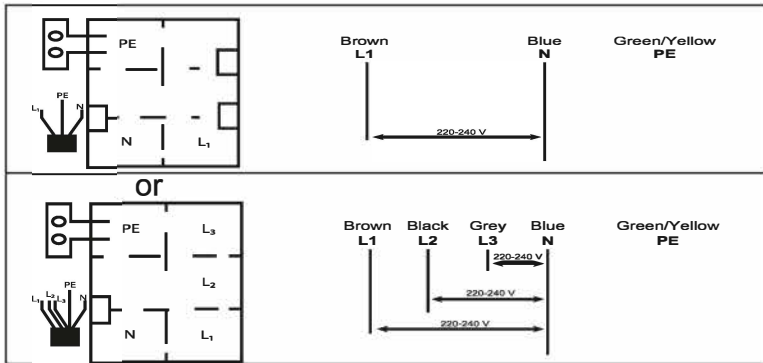 PE
L₁ PE N
N L₁
Brown Blue Green/Yellow
L1 N PE
220-240 V
or
PE L₃
L₂
L₁ L₂ L₃ PE N
N L₁
Brown Black Grey Blue Green/Yellow
L1 L2 L3 N PE
220-240 V
220-240 V
220-240 V